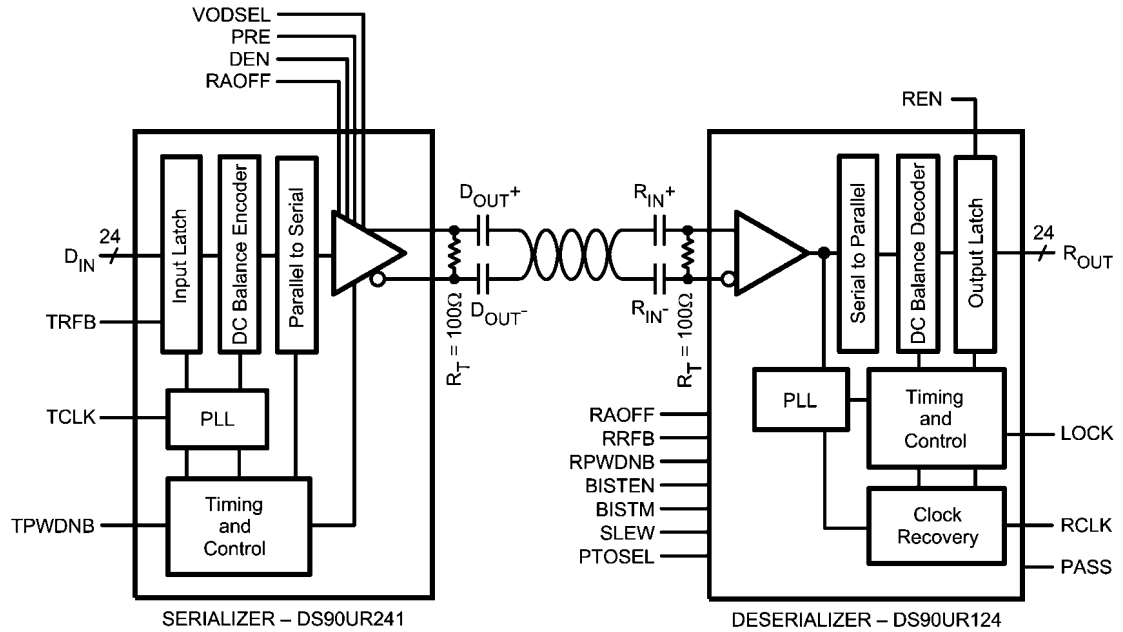 VODSEL
PRE
DEN
RAOFF
REN
24
D_IN
TRFB
TCLK
TPWDNB
Input Latch
DC Balance Encoder
Parallel to Serial
PLL
Timing
and
Control
D_OUT+
D_OUT-
R_T = 100Ω
R_IN+
R_IN-
R_T = 100Ω
Serial to Parallel
DC Balance Decoder
Output Latch
24
R_OUT
PLL
Timing
and
Control
Clock
Recovery
RAOFF
RRFB
RPWDNB
BISTEN
BISTM
SLEW
PTOSEL
LOCK
RCLK
PASS
SERIALIZER – DS90UR241
DESERIALIZER – DS90UR124